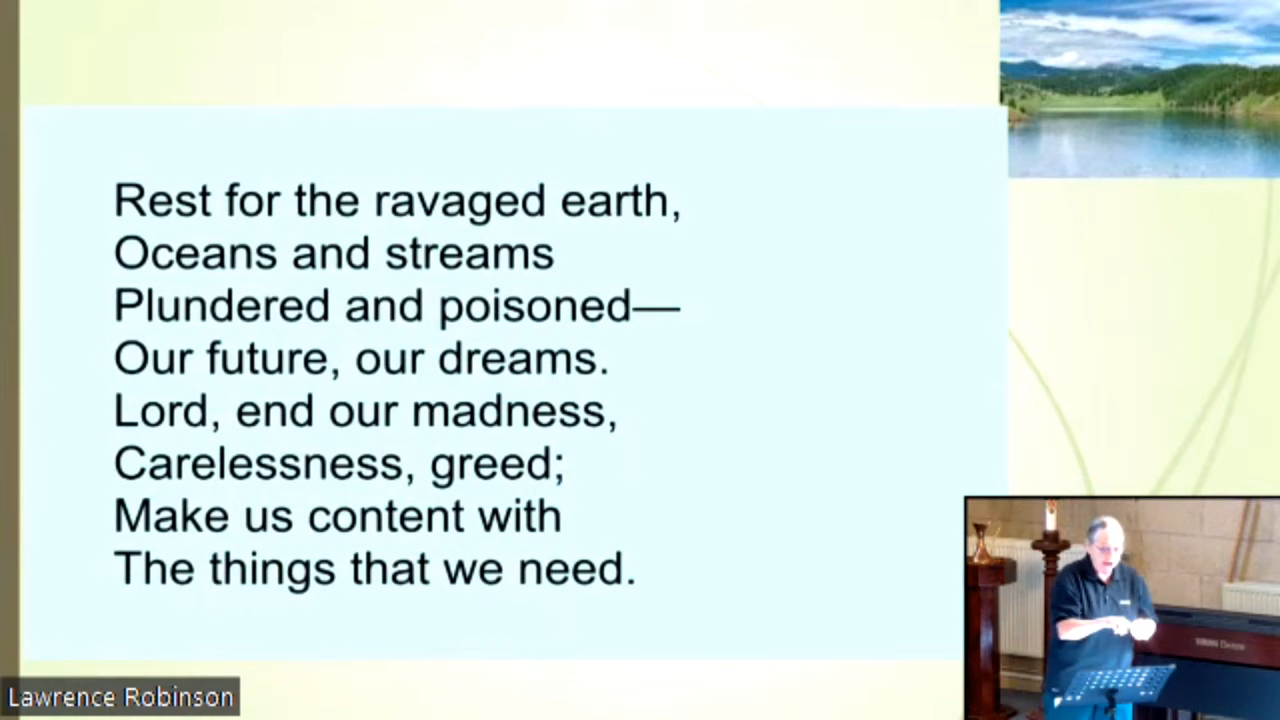 Rest for the ravaged earth,
Oceans and streams
Plundered and poisoned—
Our future, our dreams.
Lord, end our madness,
Carelessness, greed;
Make us content with
The things that we need.
Lawrence Robinson